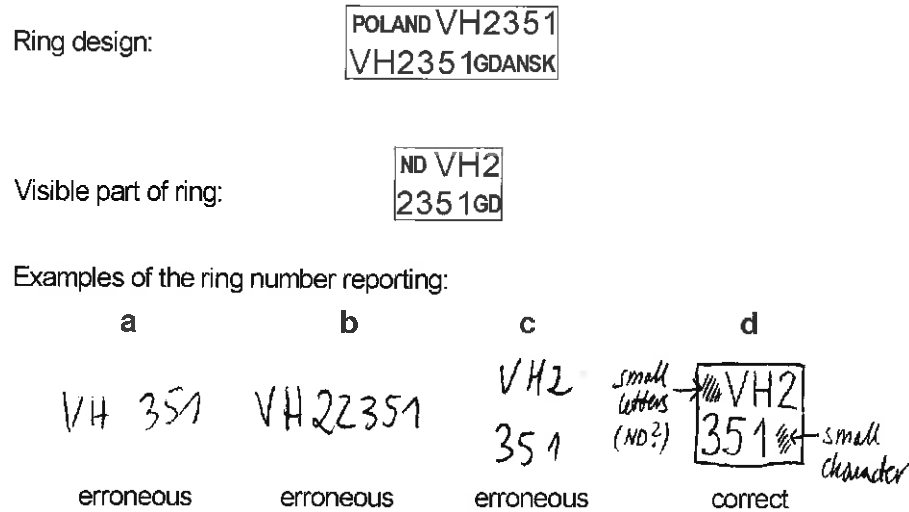 Ring design:
POLAND VH2351
VH2351GDANSK
Visible part of ring:
ND VH2
2351GD
Examples of the ring number reporting:
a b c d
VH 351
VH22351
VH2
351
small letters (ND?)
VH2
351
small character
erroneous erroneous erroneous correct